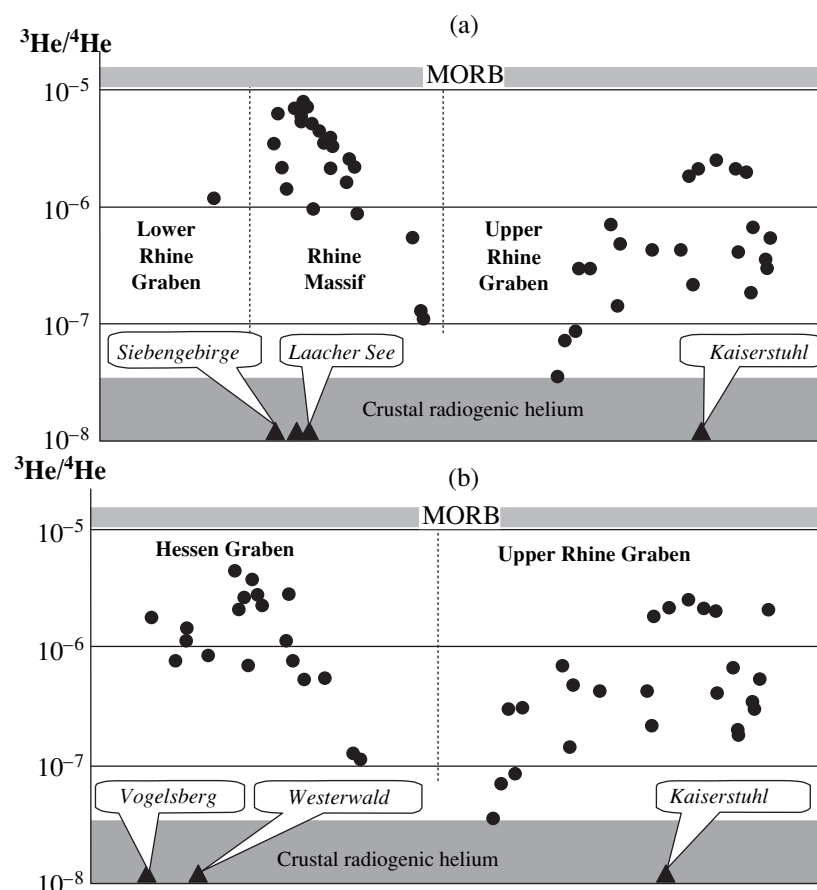 (a)
³He/⁴He
MORB
10⁻⁵
10⁻⁶
Lower
Rhine
Graben
Rhine
Massif
Upper
Rhine
Graben
10⁻⁷
Siebengebirge
Laacher See
Kaiserstuhl
Crustal radiogenic helium
10⁻⁸
³He/⁴He
(b)
MORB
10⁻⁵
Hessen Graben
Upper Rhine Graben
10⁻⁶
10⁻⁷
Vogelsberg
Westerwald
Kaiserstuhl
Crustal radiogenic helium
10⁻⁸